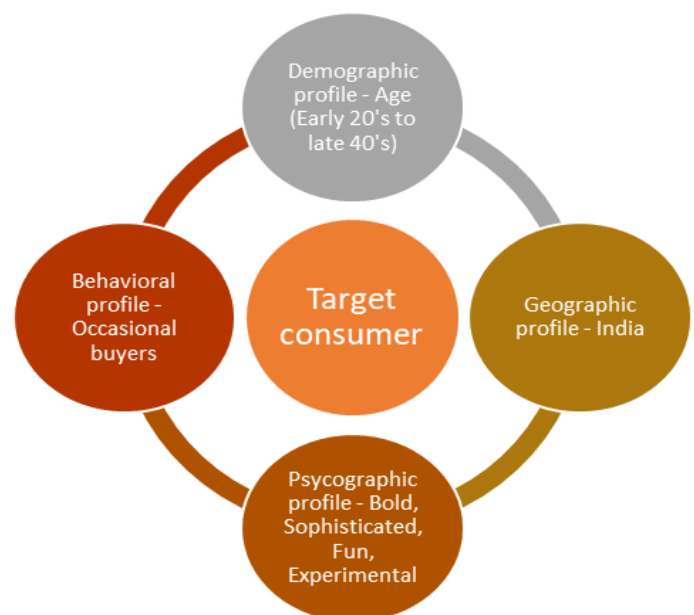 Demographic
profile - Age
(Early 20's to
late 40's)
Behavioral
profile -
Occasional
buyers
Target
consumer
Geographic
profile - India
Psycographic
profile - Bold,
Sophisticated,
Fun,
Experimental